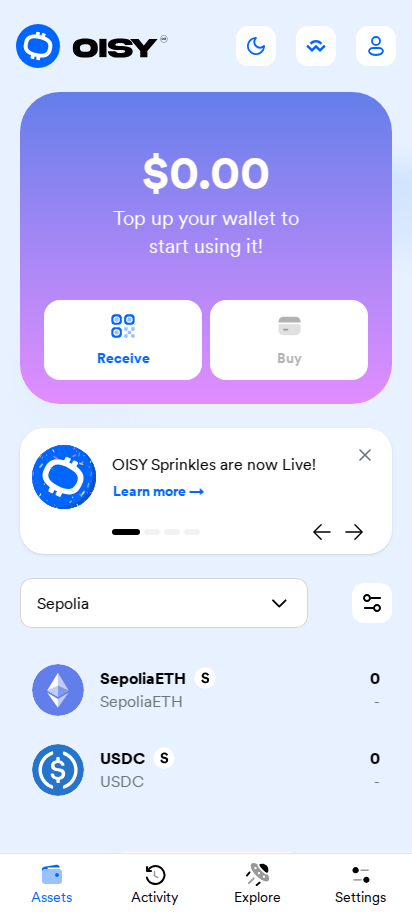 OISY
$0.00
Top up your wallet to
start using it!
Receive
Buy
OISY Sprinkles are now Live!
Learn more →
Sepolia
SepoliaETH S 0
SepoliaETH -
USDC S 0
USDC -
Assets
Activity
Explore
Settings